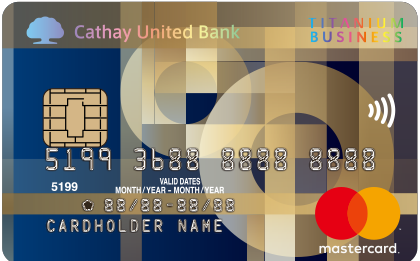 Cathay United Bank
TITANIUM
BUSINESS
5199 3688 8888 8888
5199
VALID DATES
MONTH/YEAR – MONTH/YEAR
88/88-88/88
CARDHOLDER NAME
mastercard.